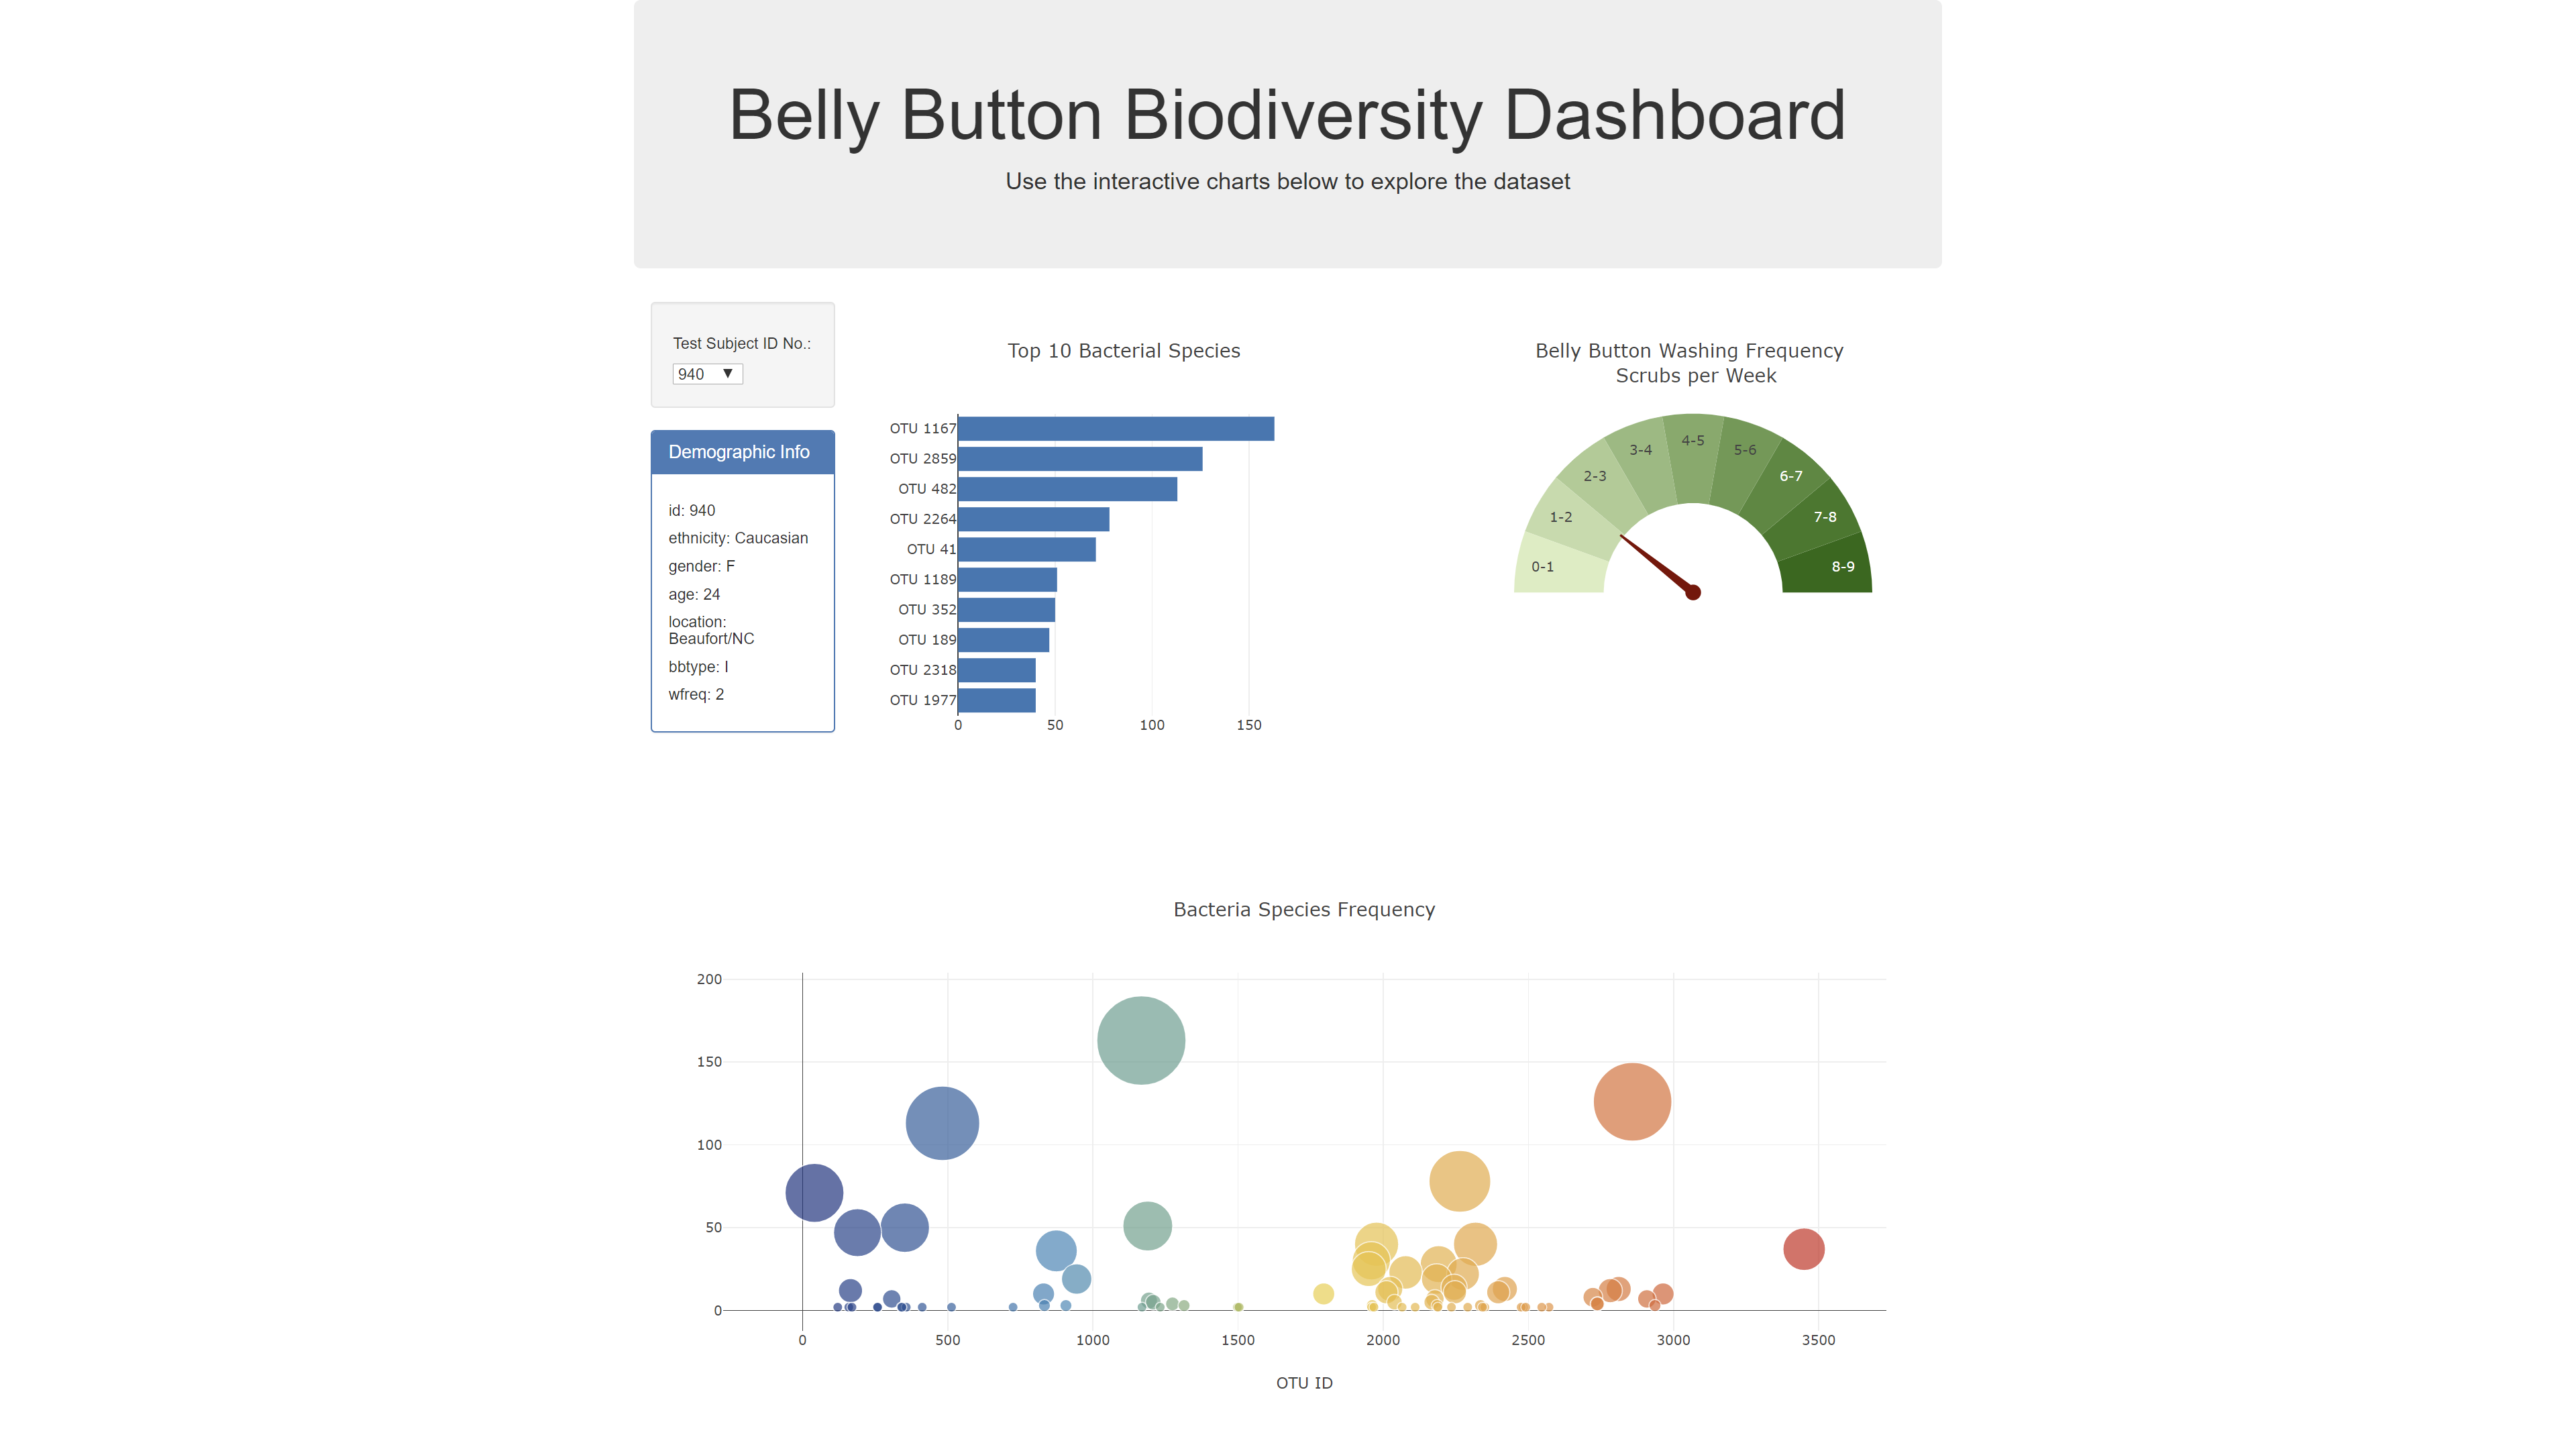 Belly Button Biodiversity Dashboard
Use the interactive charts below to explore the dataset
Test Subject ID No.:
940
Demographic Info
id: 940
ethnicity: Caucasian
gender: F
age: 24
location:
Beaufort/NC
bbtype: I
wfreq: 2
Top 10 Bacterial Species
OTU 1167
OTU 2859
OTU 482
OTU 2264
OTU 41
OTU 1189
OTU 352
OTU 189
OTU 2318
OTU 1977
0 50 100 150
Belly Button Washing Frequency
Scrubs per Week
0-1
1-2
2-3
3-4
4-5
5-6
6-7
7-8
8-9
Bacteria Species Frequency
200
150
100
50
0
0 500 1000 1500 2000 2500 3000 3500
OTU ID